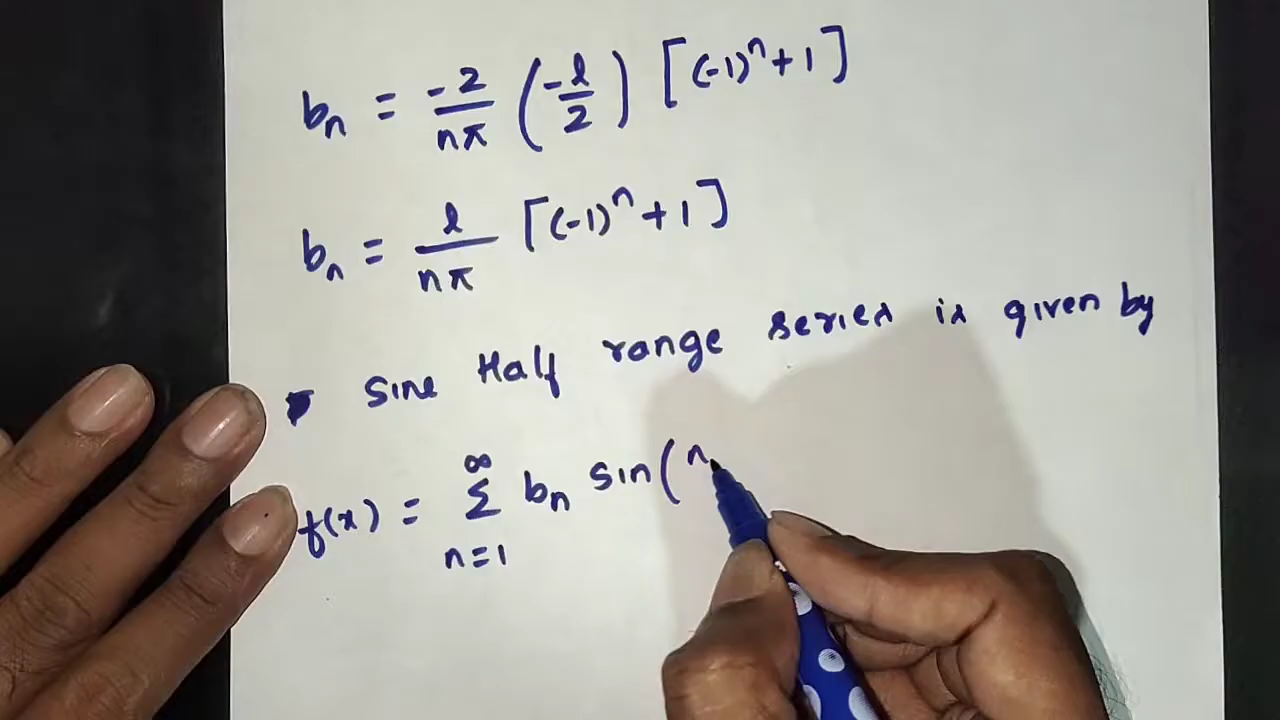 bₙ = -2/nπ (-l/2) [(-1)ⁿ + 1]
bₙ = l/nπ [(-1)ⁿ + 1]
Sine Half range series is given by
f(x) = ∞ Σ n=1 bₙ sin(n